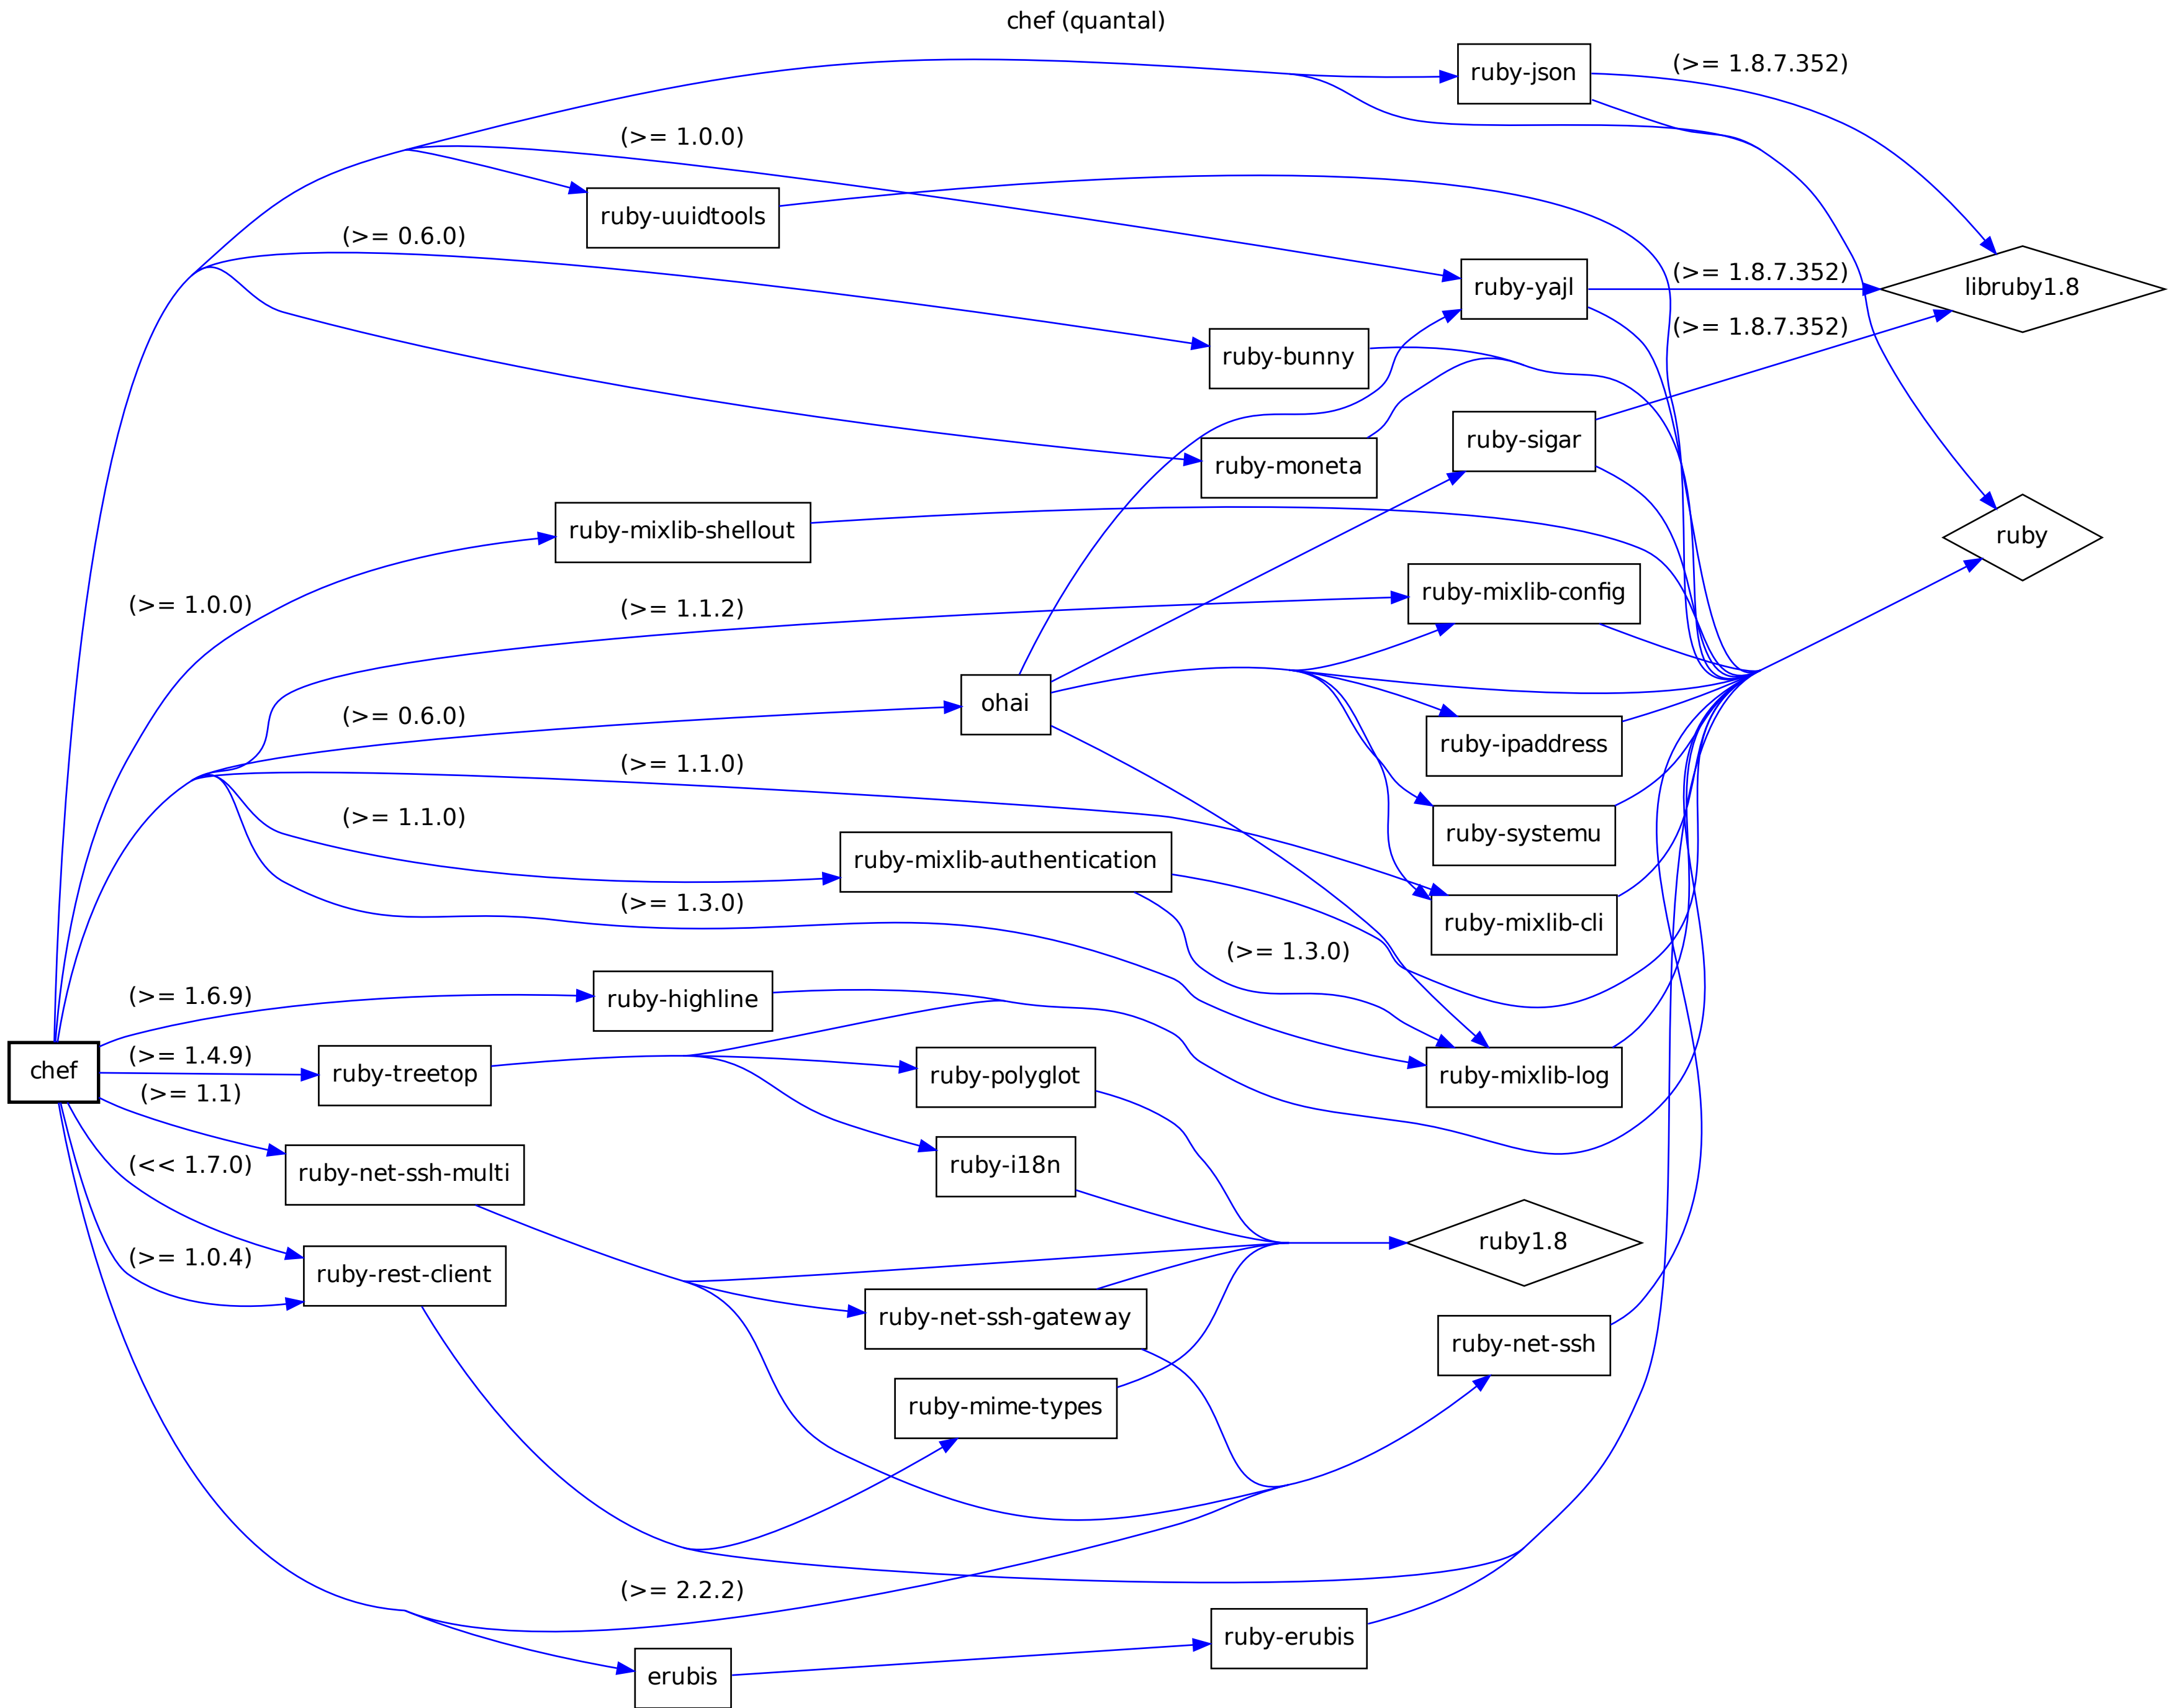 chef (quantal)
ruby-json
(>= 1.8.7.352)
(>= 1.0.0)
ruby-uuidtools
(>= 0.6.0)
ruby-yajl
(>= 1.8.7.352)
libruby1.8
(>= 1.8.7.352)
ruby-bunny
ruby-sigar
ruby-moneta
ruby-mixlib-shellout
ruby
ruby-mixlib-config
(>= 1.0.0)
(>= 1.1.2)
ohai
(>= 0.6.0)
ruby-ipaddress
(>= 1.1.0)
(>= 1.1.0)
ruby-systemu
ruby-mixlib-authentication
(>= 1.3.0)
ruby-mixlib-cli
(>= 1.3.0)
(>= 1.6.9)
ruby-highline
(>= 1.4.9)
chef
ruby-treetop
ruby-polyglot
ruby-mixlib-log
(>= 1.1)
(<< 1.7.0)
ruby-net-ssh-multi
ruby-i18n
ruby1.8
(>= 1.0.4)
ruby-rest-client
ruby-net-ssh-gateway
ruby-net-ssh
ruby-mime-types
(>= 2.2.2)
ruby-erubis
erubis